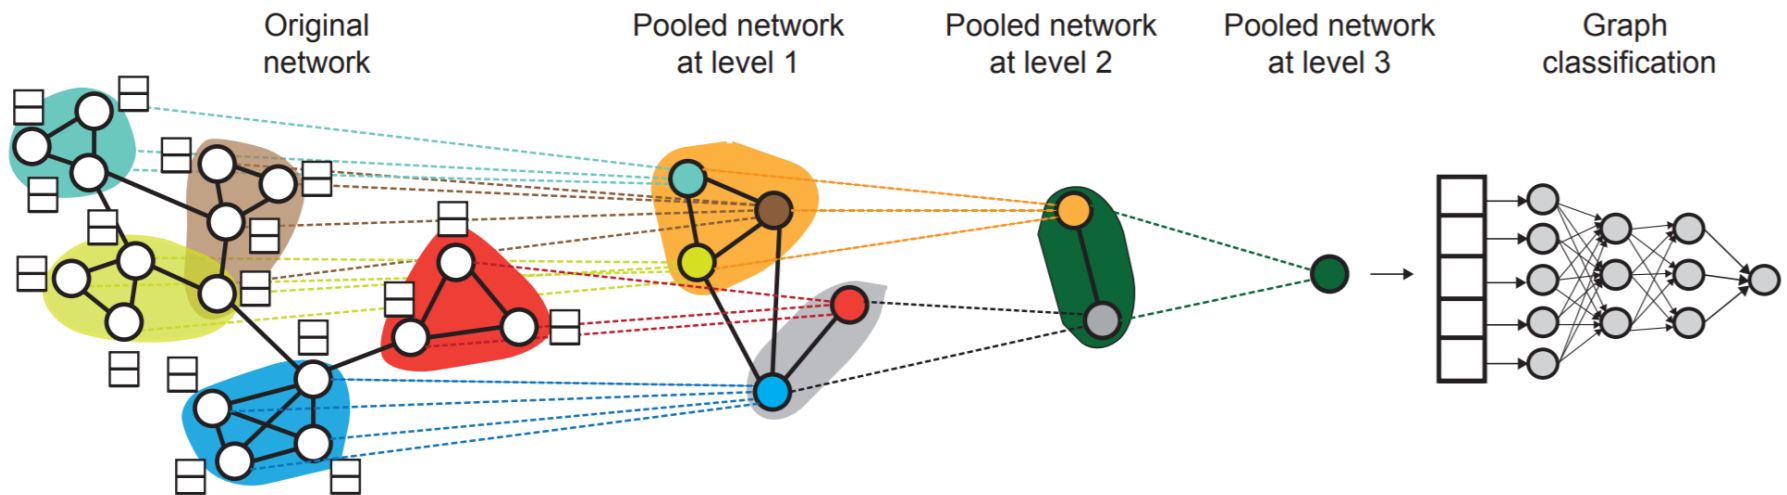 Original
network
Pooled network
at level 1
Pooled network
at level 2
Pooled network
at level 3
Graph
classification